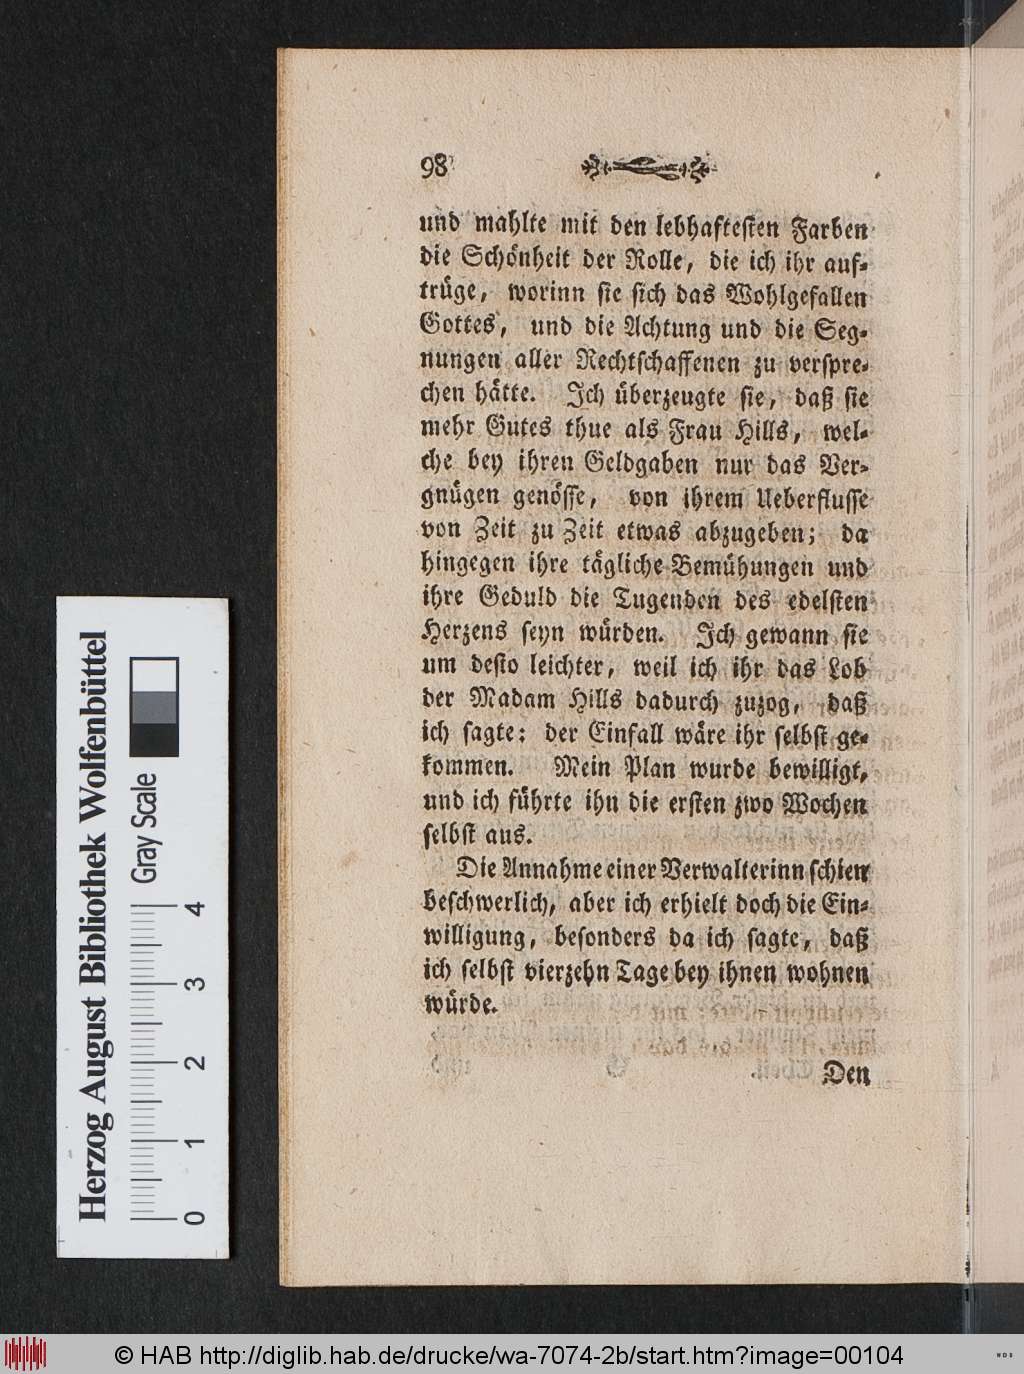 98
und mahlte mit den lebhaftesten Farben
die Schönheit der Rolle, die ich ihr auf-
trüge, worinn sie sich das Wohlgefallen
Gottes, und die Achtung und die Seg-
nungen aller Rechtschaffenen zu verspre-
chen hätte. Ich überzeugte sie, daß sie
mehr Gutes thue als Frau Hills, wel-
che bey ihren Geldgaben nur das Ver-
gnügen genösse, von ihrem Ueberflusse
von Zeit zu Zeit etwas abzugeben; da
hingegen ihre tägliche Bemühungen und
ihre Geduld die Tugenden des edelsten
Herzens seyn würden. Ich gewann sie
um desto leichter, weil ich ihr das Lob
der Madam Hills dadurch zuzog, daß
ich sagte: der Einfall wäre ihr selbst ge-
kommen. Mein Plan wurde bewilligt,
und ich führte ihn die ersten zwo Wochen
selbst aus.
Die Annahme einer Verwalterinn schien
beschwerlich, aber ich erhielt doch die Ein-
willigung, besonders da ich sagte, daß
ich selbst vierzehn Tage bey ihnen wohnen
würde.
Den
Herzog August Bibliothek Wolfenbüttel
Gray Scale
0 1 2 3 4
© HAB http://diglib.hab.de/drucke/wa-7074-2b/start.htm?image=00104